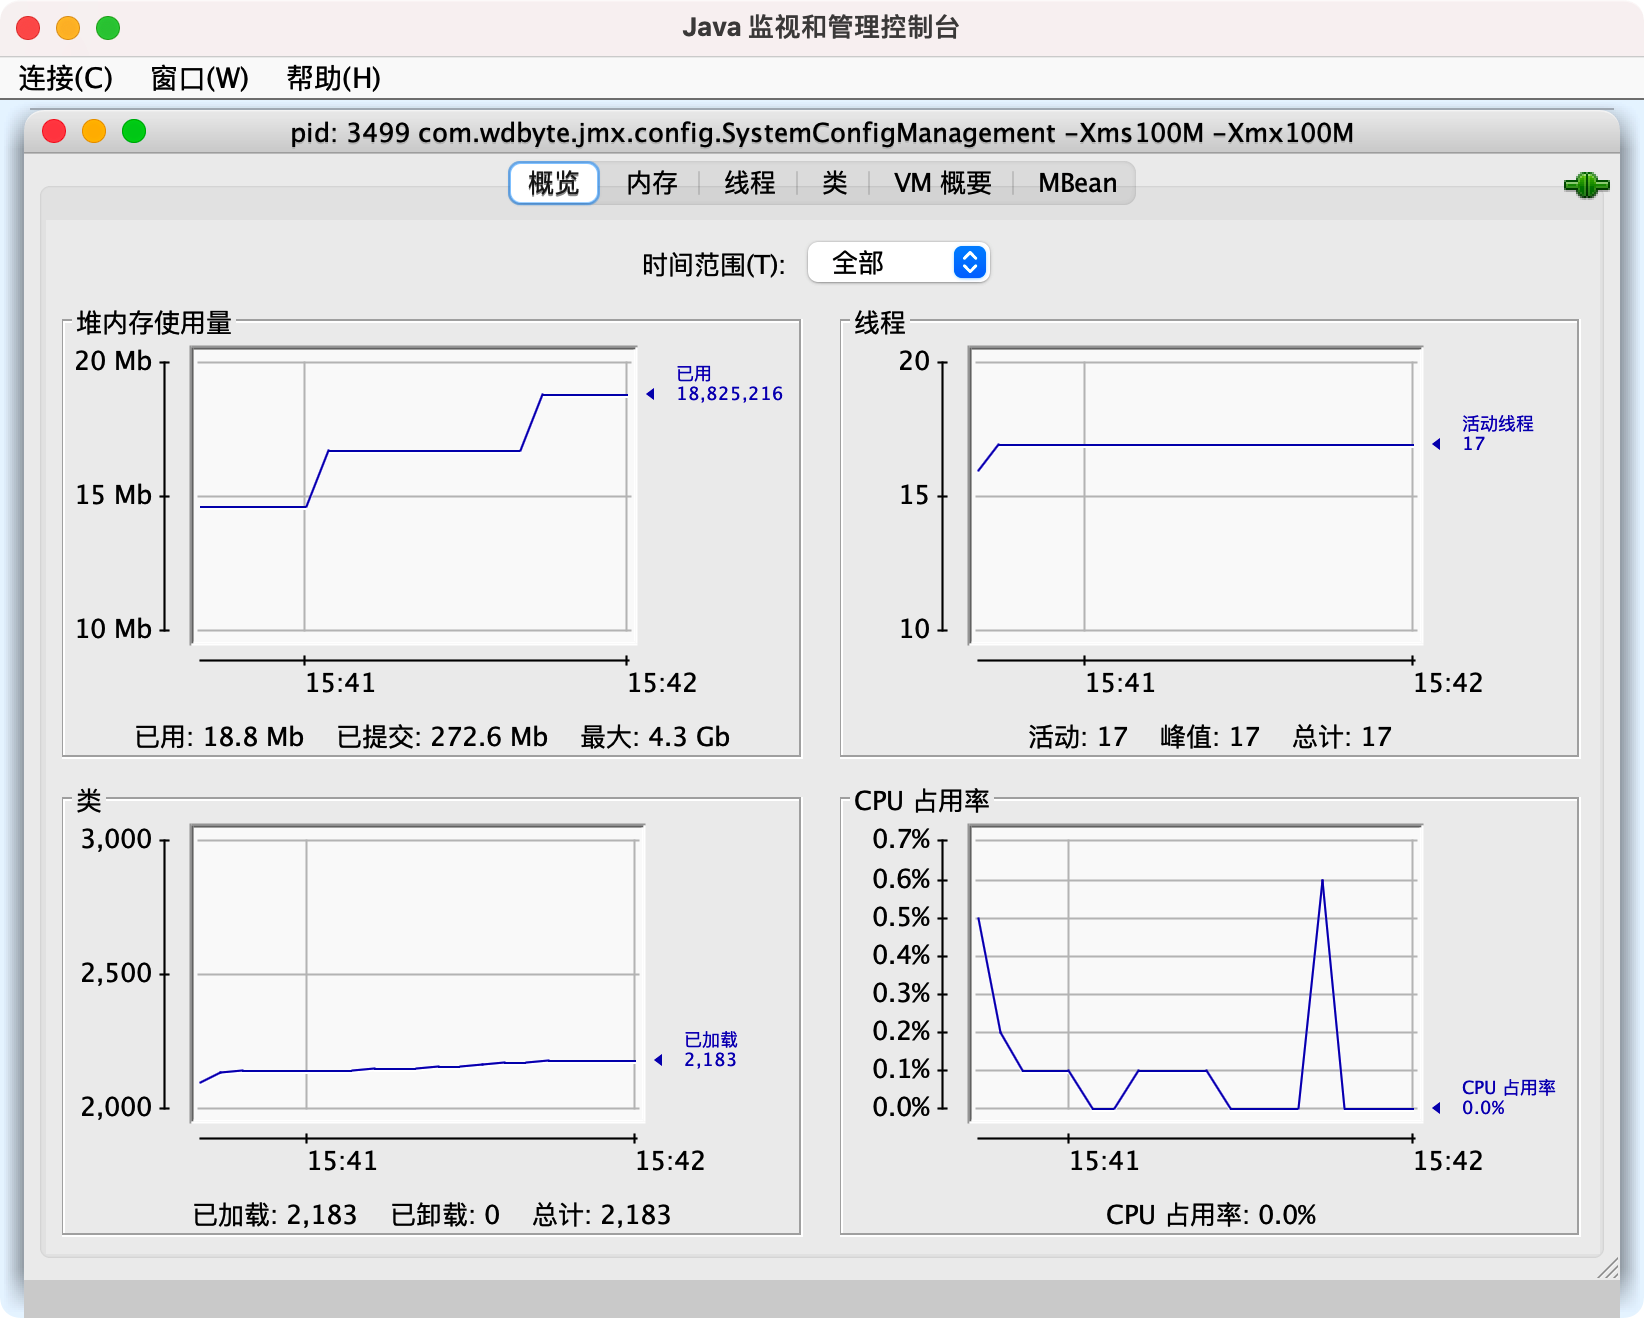 Java 监视和管理控制台
连接(C) 窗口(W) 帮助(H)
pid: 3499 com.wdbyte.jmx.config.SystemConfigManagement -Xms100M -Xmx100M
概览 内存 线程 类 VM 概要 MBean
时间范围(T): 全部
堆内存使用量
20 Mb
15 Mb
10 Mb
已用
18,825,216
15:41 15:42
已用: 18.8 Mb 已提交: 272.6 Mb 最大: 4.3 Gb
线程
20
15
10
活动线程
17
15:41 15:42
活动: 17 峰值: 17 总计: 17
类
3,000
2,500
2,000
已加载
2,183
15:41 15:42
已加载: 2,183 已卸载: 0 总计: 2,183
CPU 占用率
0.7%
0.6%
0.5%
0.4%
0.3%
0.2%
0.1%
0.0%
CPU 占用率
0.0%
15:41 15:42
CPU 占用率: 0.0%